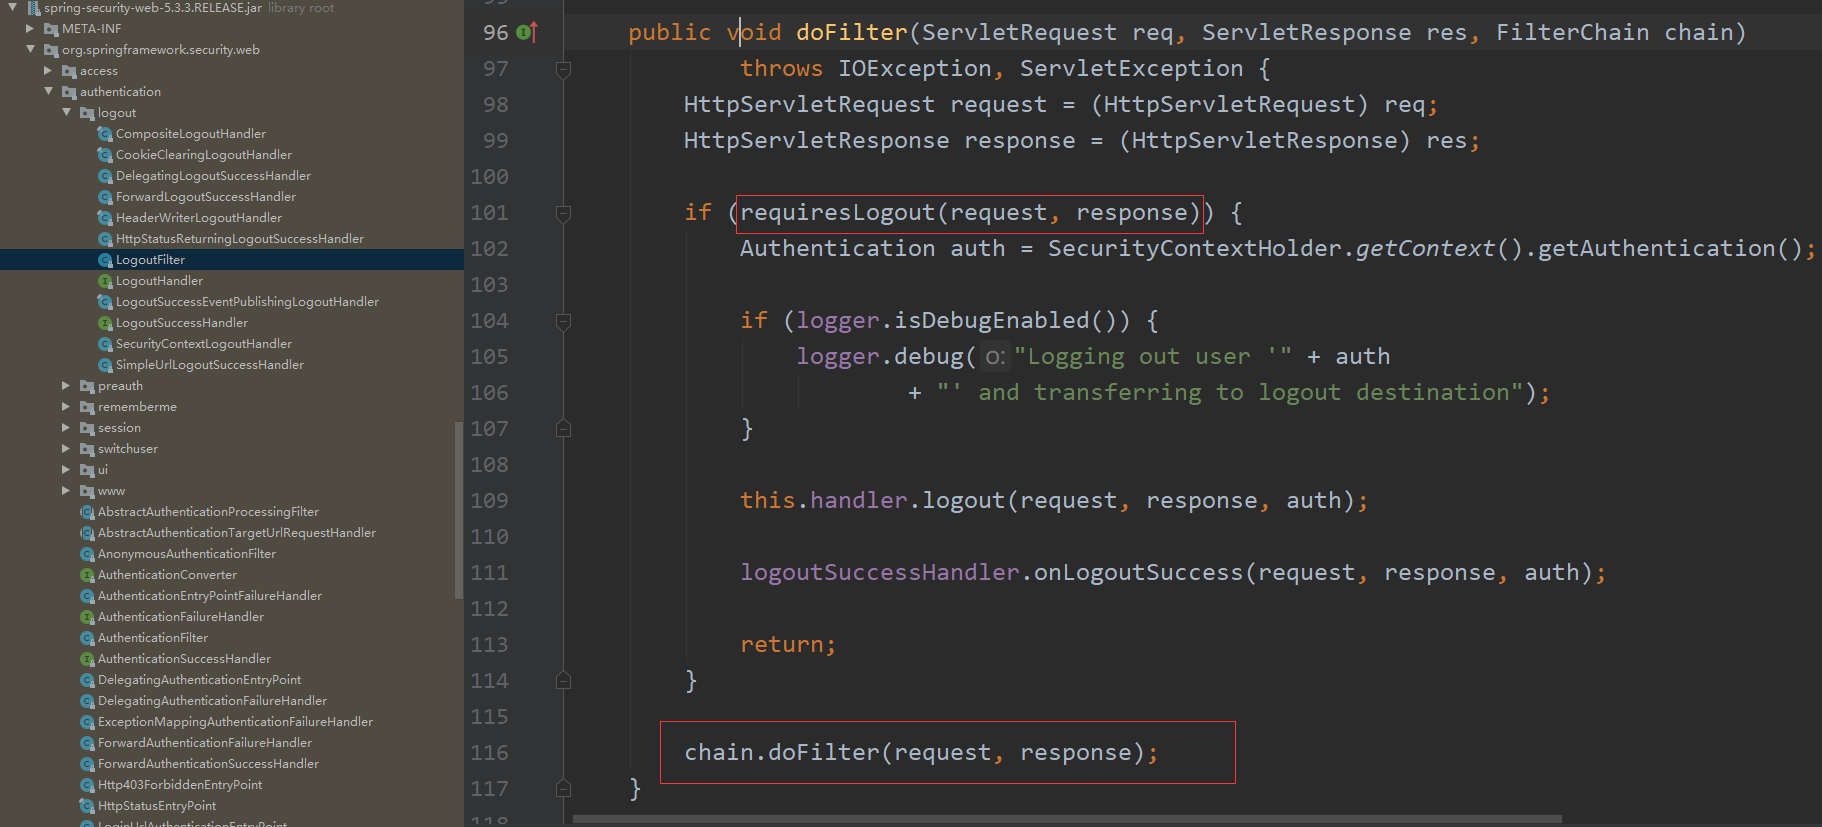 spring-security-web-5.3.3.RELEASE.jar library root
META-INF
org.springframework.security.web
access
authentication
logout
CompositeLogoutHandler
CookieClearingLogoutHandler
DelegatingLogoutSuccessHandler
ForwardLogoutSuccessHandler
HeaderWriterLogoutHandler
HttpStatusReturningLogoutSuccessHandler
LogoutFilter
LogoutHandler
LogoutSuccessEventPublishingLogoutHandler
LogoutSuccessHandler
SecurityContextLogoutHandler
SimpleUrlLogoutSuccessHandler
preauth
rememberme
session
switchuser
ui
www
AbstractAuthenticationProcessingFilter
AbstractAuthenticationTargetUrlRequestHandler
AnonymousAuthenticationFilter
AuthenticationConverter
AuthenticationEntryPointFailureHandler
AuthenticationFailureHandler
AuthenticationFilter
AuthenticationSuccessHandler
DelegatingAuthenticationEntryPoint
DelegatingAuthenticationFailureHandler
ExceptionMappingAuthenticationFailureHandler
ForwardAuthenticationFailureHandler
ForwardAuthenticationSuccessHandler
Http403ForbiddenEntryPoint
HttpStatusEntryPoint
LoginUrlAuthenticationEntryPoint
96 public void doFilter(ServletRequest req, ServletResponse res, FilterChain chain)
97 throws IOException, ServletException {
98 HttpServletRequest request = (HttpServletRequest) req;
99 HttpServletResponse response = (HttpServletResponse) res;
100
101 if (requiresLogout(request, response)) {
102 Authentication auth = SecurityContextHolder.getContext().getAuthentication();
103
104 if (logger.isDebugEnabled()) {
105 logger.debug( o: "Logging out user '" + auth
106 + "' and transferring to logout destination");
107 }
108
109 this.handler.logout(request, response, auth);
110
111 logoutSuccessHandler.onLogoutSuccess(request, response, auth);
112
113 return;
114 }
115
116 chain.doFilter(request, response);
117 }
118